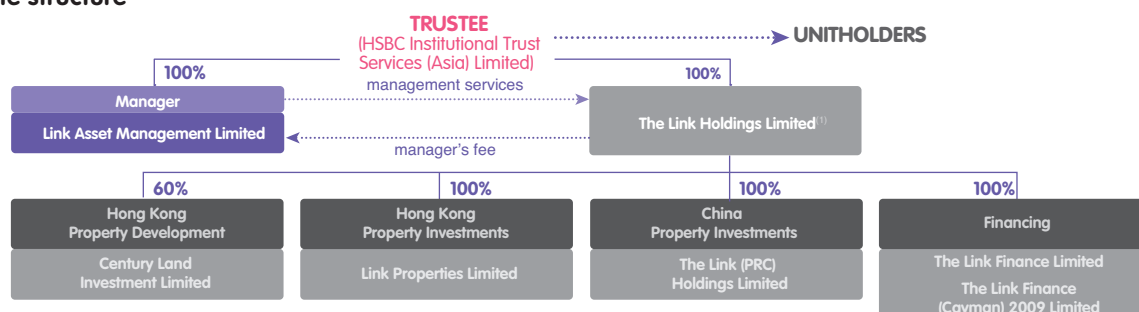 TRUSTEE
(HSBC Institutional Trust
Services (Asia) Limited)
UNITHOLDERS
100%
100%
management services
Manager
Link Asset Management Limited
The Link Holdings Limited(1)
manager's fee
60%
100%
100%
100%
Hong Kong
Property Development
Hong Kong
Property Investments
China
Property Investments
Financing
Century Land
Investment Limited
Link Properties Limited
The Link (PRC)
Holdings Limited
The Link Finance Limited
The Link Finance
(Cayman) 2009 Limited